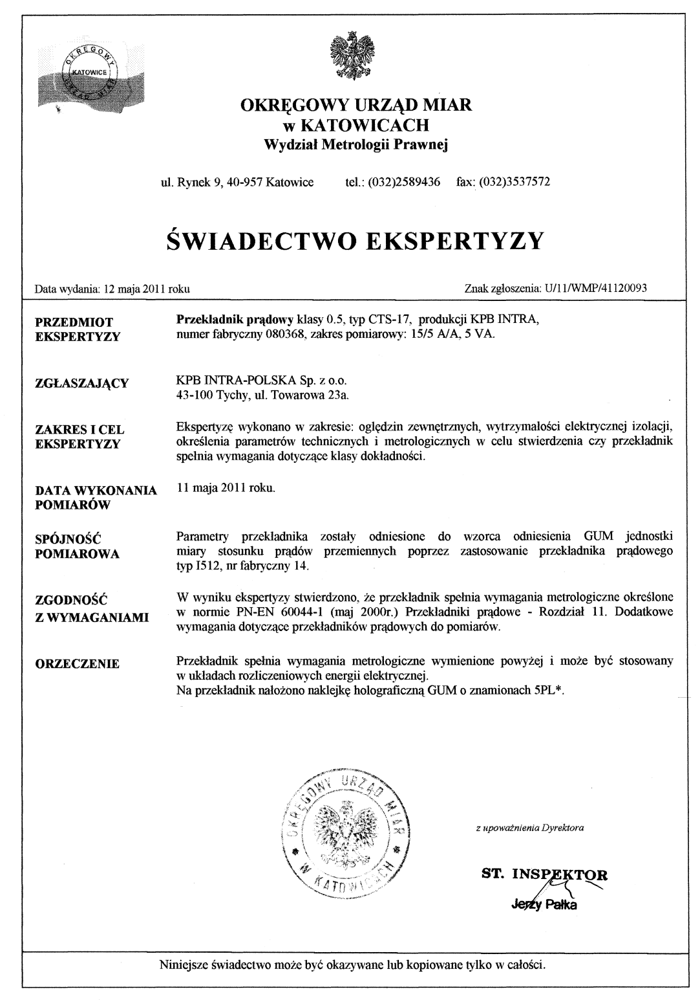 OKRĘGOWY
KATOWICE
URZĄD MIAR
OKRĘGOWY URZĄD MIAR
w KATOWICACH
Wydział Metrologii Prawnej
ul. Rynek 9, 40-957 Katowice tel.: (032)2589436 fax: (032)3537572
ŚWIADECTWO EKSPERTYZY
Data wydania: 12 maja 2011 roku Znak zgłoszenia: U/11/WMP/41120093
PRZEDMIOT
EKSPERTYZY
Przekładnik prądowy klasy 0.5, typ CTS-17, produkcji KPB INTRA,
numer fabryczny 080368, zakres pomiarowy: 15/5 A/A, 5 VA.
ZGŁASZAJĄCY
KPB INTRA-POLSKA Sp. z o.o.
43-100 Tychy, ul. Towarowa 23a.
ZAKRES I CEL
EKSPERTYZY
Ekspertyzę wykonano w zakresie: oględzin zewnętrznych, wytrzymałości elektrycznej izolacji,
określenia parametrów technicznych i metrologicznych w celu stwierdzenia czy przekładnik
spełnia wymagania dotyczące klasy dokładności.
DATA WYKONANIA
POMIARÓW
11 maja 2011 roku.
SPÓJNOŚĆ
POMIAROWA
Parametry przekładnika zostały odniesione do wzorca odniesienia GUM jednostki
miary stosunku prądów przemiennych poprzez zastosowanie przekładnika prądowego
typ I512, nr fabryczny 14.
ZGODNOŚĆ
Z WYMAGANIAMI
W wyniku ekspertyzy stwierdzono, że przekładnik spełnia wymagania metrologiczne określone
w normie PN-EN 60044-1 (maj 2000r.) Przekładniki prądowe - Rozdział 11. Dodatkowe
wymagania dotyczące przekładników prądowych do pomiarów.
ORZECZENIE
Przekładnik spełnia wymagania metrologiczne wymienione powyżej i może być stosowany
w układach rozliczeniowych energii elektrycznej.
Na przekładnik nałożono naklejkę holograficzną GUM o znamionach 5PL*.
OKRĘGOWY URZĄD MIAR
* W KATOWICACH *
z upoważnienia Dyrektora
ST. INSPEKTOR
Jerzy Pałka
Niniejsze świadectwo może być okazywane lub kopiowane tylko w całości.